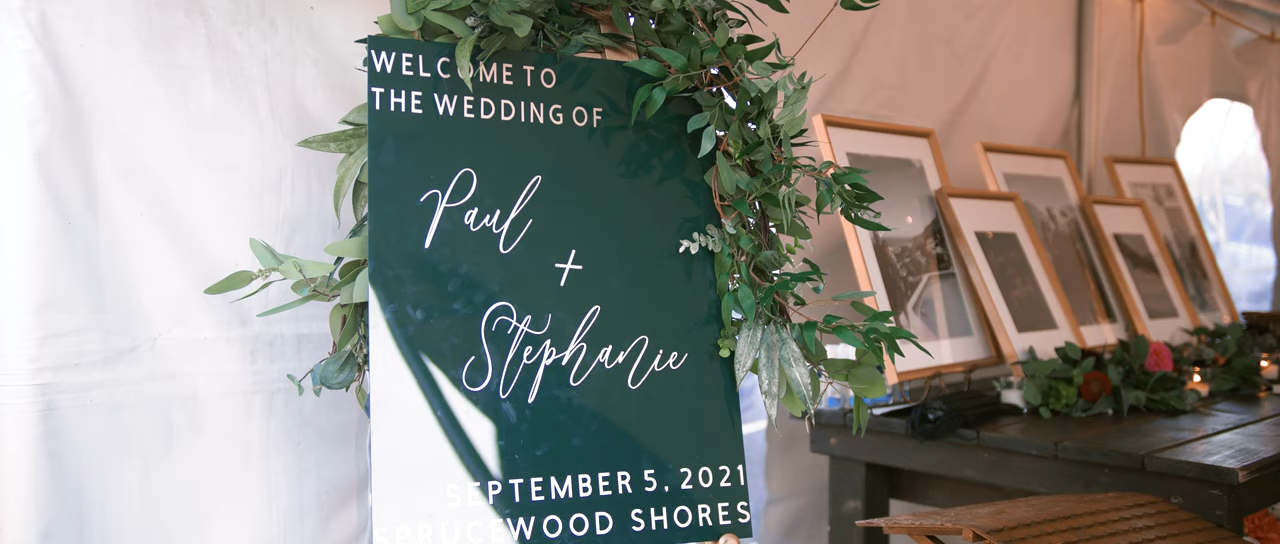 WELCOME TO
THE WEDDING OF
Paul
+
Stephanie
SEPTEMBER 5, 2021
SPRUCEWOOD SHORES